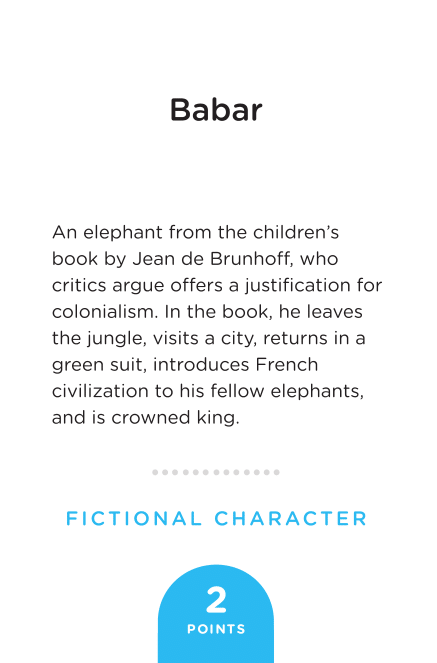 Babar
An elephant from the children’s
book by Jean de Brunhoff, who
critics argue offers a justification for
colonialism. In the book, he leaves
the jungle, visits a city, returns in a
green suit, introduces French
civilization to his fellow elephants,
and is crowned king.
FICTIONAL CHARACTER
2
POINTS